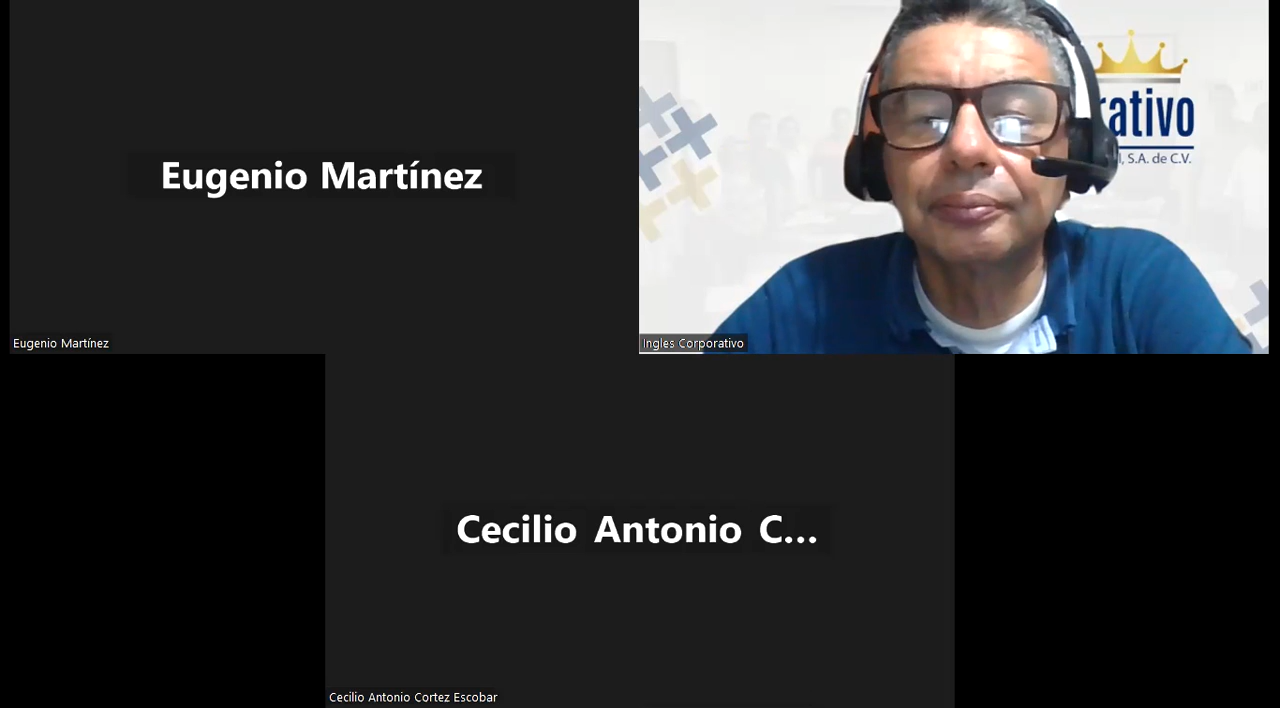 Eugenio Martínez
rativo
l, S.A. de C.V.
Eugenio Martínez
Ingles Corporativo
Cecilio Antonio C...
Cecilio Antonio Cortez Escobar